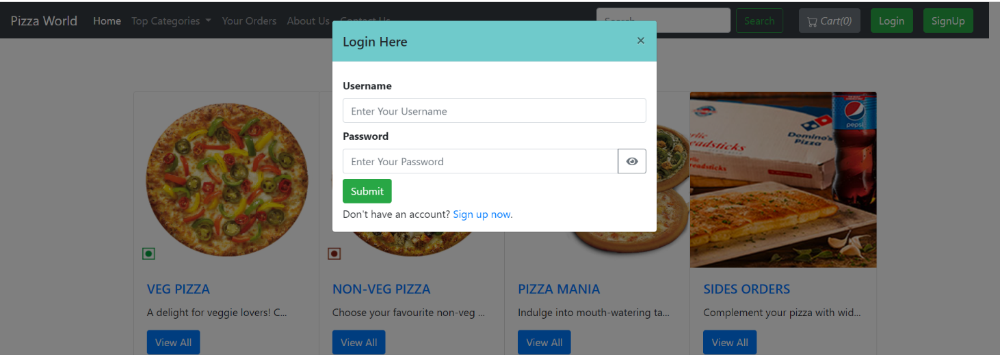 Pizza World Home Top Categories Your Orders About Us Contact Us Search Search Cart(0) Login SignUp
Login Here ×
Username
Enter Your Username
Password
Enter Your Password
Submit
Don't have an account? Sign up now.
pepsi
Domino's
Pizza
rlic
eadsticks
rlic
eadsticks
VEG PIZZA NON-VEG PIZZA PIZZA MANIA SIDES ORDERS
A delight for veggie lovers! C... Choose your favourite non-veg ... Indulge into mouth-watering ta... Complement your pizza with wid...
View All View All View All View All